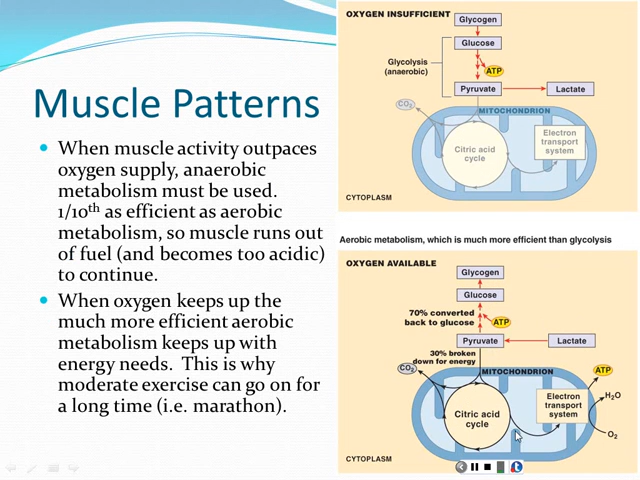 Muscle Patterns
When muscle activity outpaces
oxygen supply, anaerobic
metabolism must be used.
1/10th as efficient as aerobic
metabolism, so muscle runs out
of fuel (and becomes too acidic)
to continue.
When oxygen keeps up the
much more efficient aerobic
metabolism keeps up with
energy needs. This is why
moderate exercise can go on for
a long time (i.e. marathon).
OXYGEN INSUFFICIENT
Glycogen
Glucose
Glycolysis
(anaerobic)
ATP
Pyruvate
Lactate
CO2
MITOCHONDRION
Citric acid
cycle
Electron
transport
system
CYTOPLASM
Aerobic metabolism, which is much more efficient than glycolysis
OXYGEN AVAILABLE
Glycogen
Glucose
70% converted
back to glucose
ATP
Pyruvate
Lactate
30% broken
down for energy
CO2
MITOCHONDRION
ATP
Citric acid
cycle
Electron
transport
system
H2O
O2
CYTOPLASM